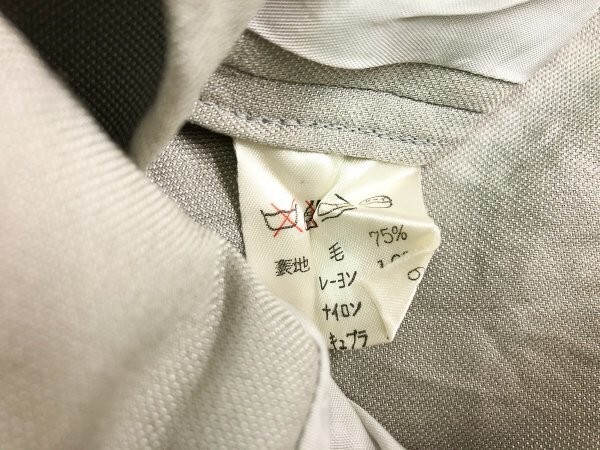 表地 毛 75%
レーヨン
ナイロン
キュプラ